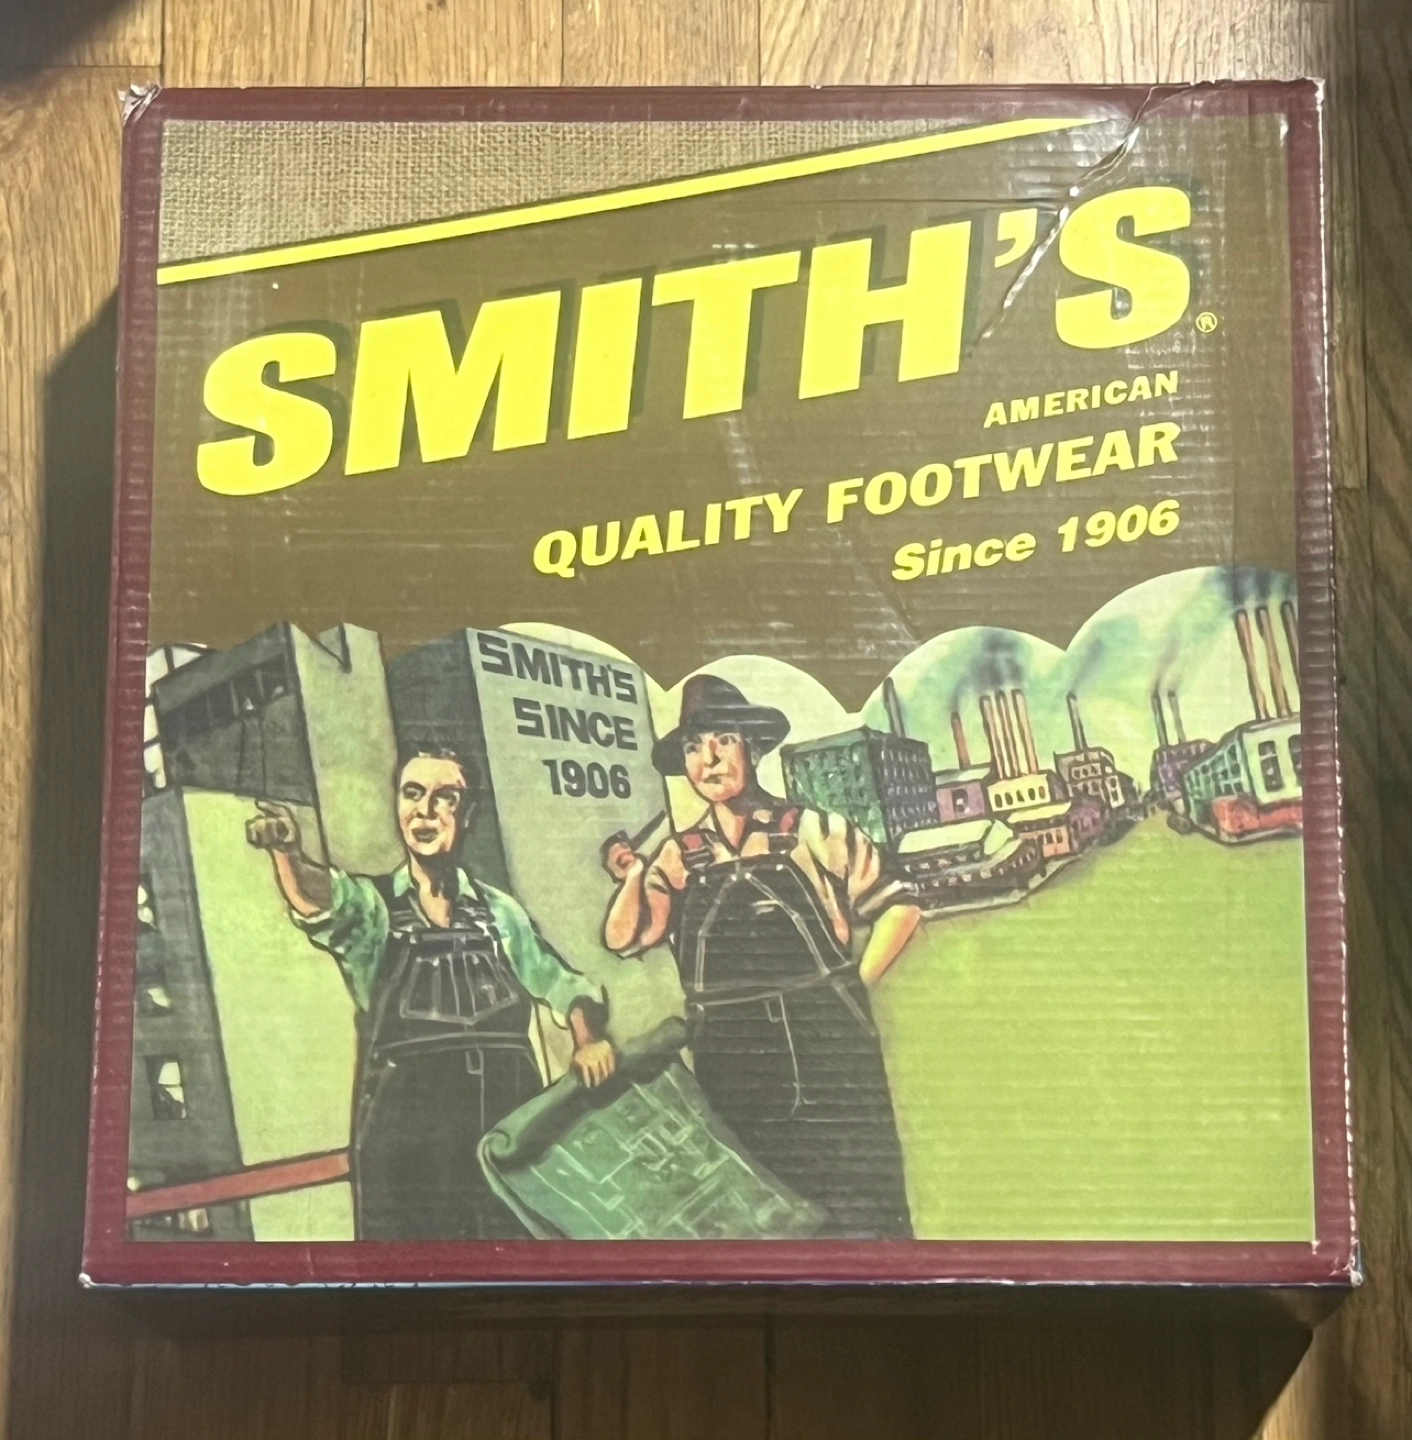 SMITH'S®
AMERICAN
QUALITY FOOTWEAR
Since 1906
SMITH'S
SINCE
1906